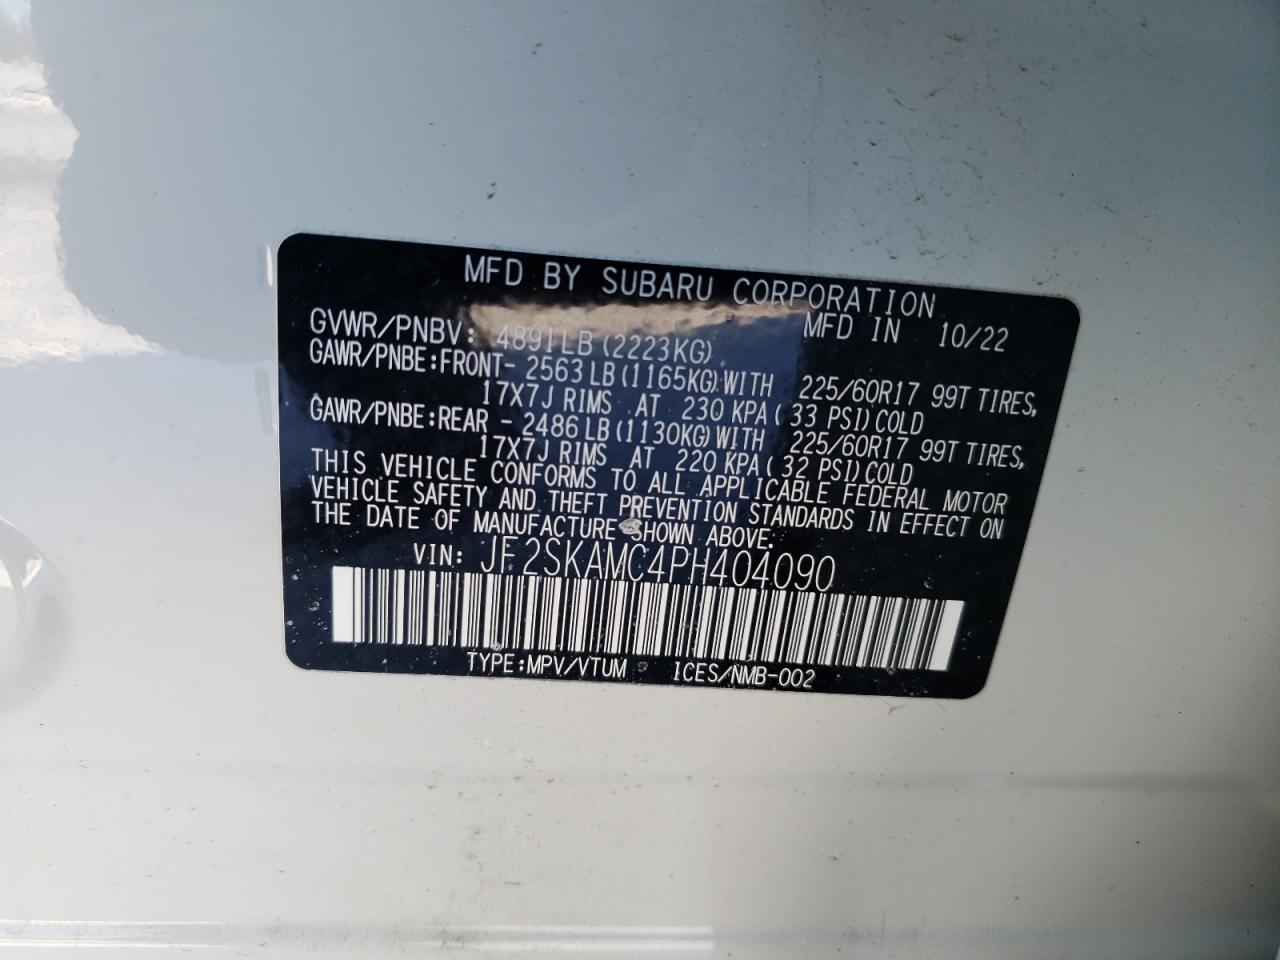 MFD BY SUBARU CORPORATION
MFD IN 10/22
GVWR/PNBV: 4891LB (2223KG)
GAWR/PNBE:FRONT- 2563LB (1165KG)WITH 225/60R17 99T TIRES,
17X7J RIMS AT 230 KPA( 33 PSI)COLD
GAWR/PNBE:REAR - 2486LB (1130KG)WITH 225/60R17 99T TIRES,
17X7J RIMS AT 220 KPA( 32 PSI)COLD
THIS VEHICLE CONFORMS TO ALL APPLICABLE FEDERAL MOTOR
VEHICLE SAFETY AND THEFT PREVENTION STANDARDS IN EFFECT ON
THE DATE OF MANUFACTURE SHOWN ABOVE.
VIN: JF2SKAMC4PH404090
TYPE:MPV/VTUM ICES/NMB-002